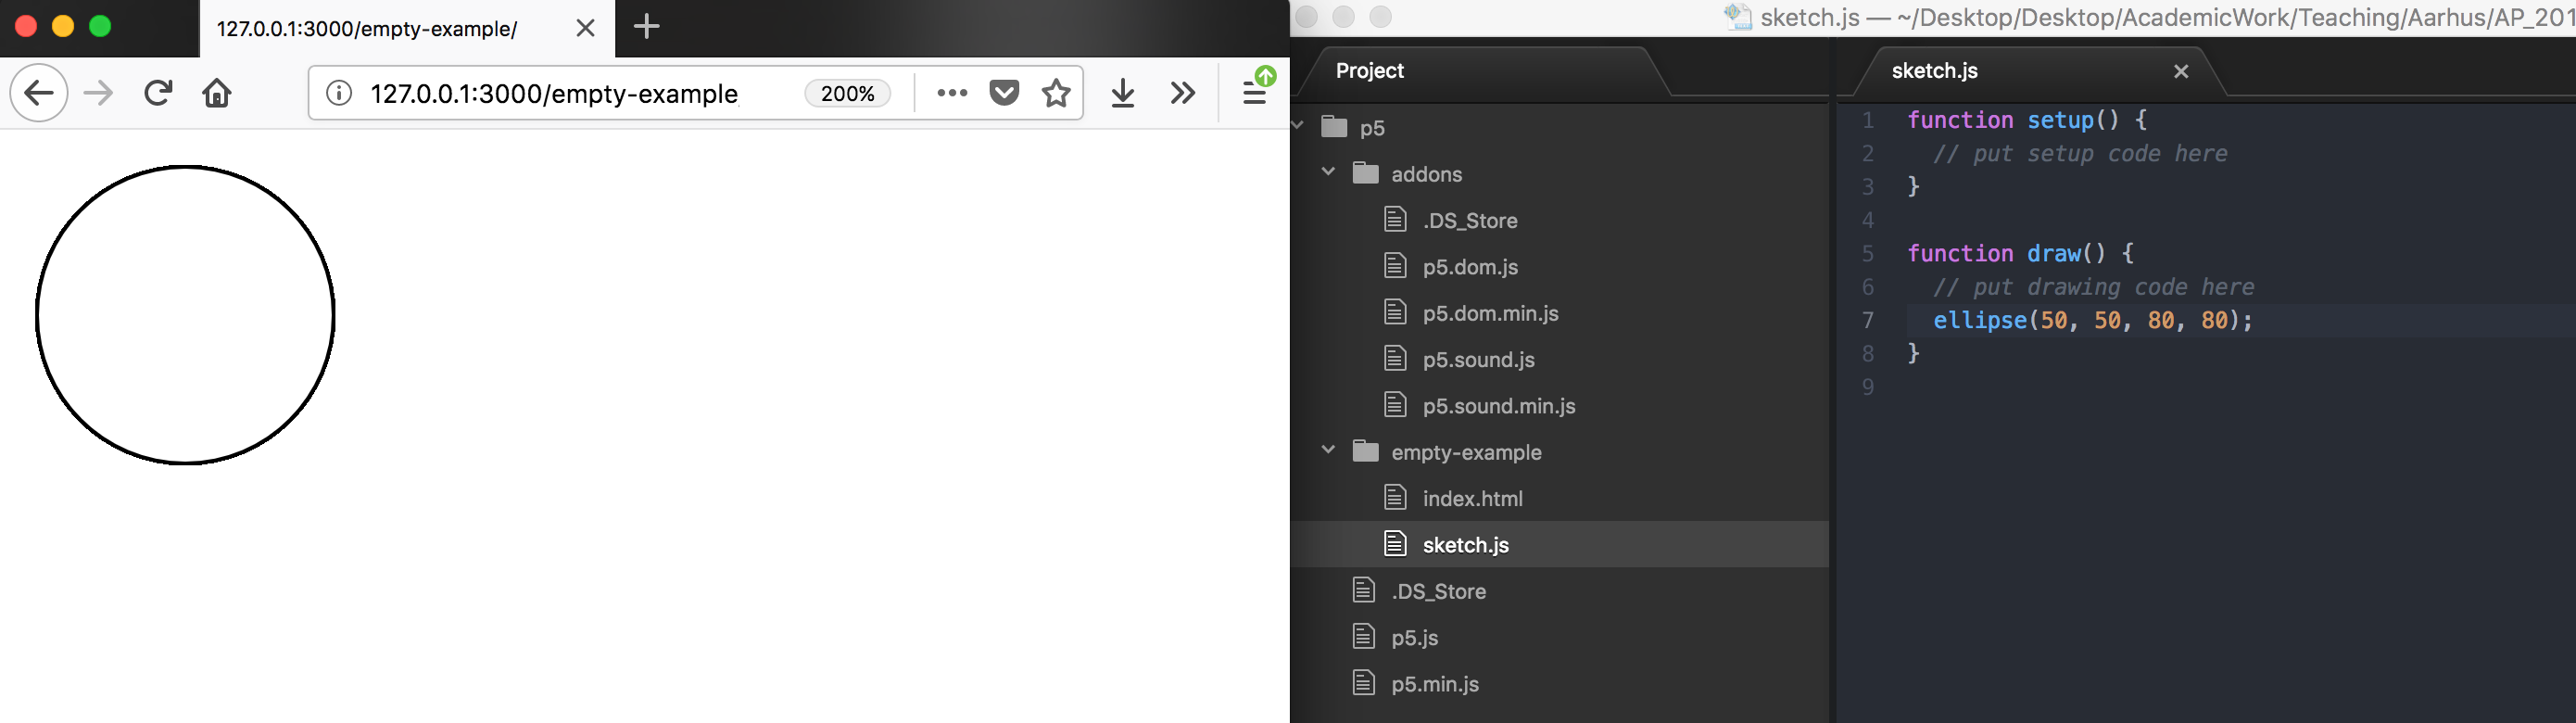 127.0.0.1:3000/empty-example/
127.0.0.1:3000/empty-example
200%
sketch.js — ~/Desktop/Desktop/AcademicWork/Teaching/Aarhus/AP_201
Project
p5
addons
.DS_Store
p5.dom.js
p5.dom.min.js
p5.sound.js
p5.sound.min.js
empty-example
index.html
sketch.js
.DS_Store
p5.js
p5.min.js
sketch.js
1 function setup() {
2 // put setup code here
3 }
4
5 function draw() {
6 // put drawing code here
7 ellipse(50, 50, 80, 80);
8 }
9